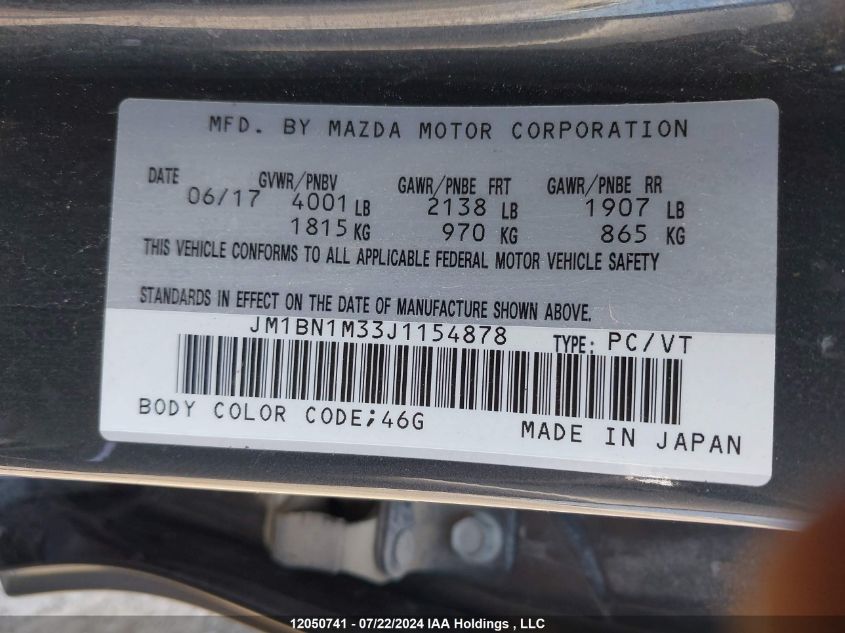 MFD. BY MAZDA MOTOR CORPORATION
DATE GVWR/PNBV GAWR/PNBE FRT GAWR/PNBE RR
06/17 4001 LB 2138 LB 1907 LB
1815 KG 970 KG 865 KG
THIS VEHICLE CONFORMS TO ALL APPLICABLE FEDERAL MOTOR VEHICLE SAFETY
STANDARDS IN EFFECT ON THE DATE OF MANUFACTURE SHOWN ABOVE.
JM1BN1M33J1154878 TYPE: PC/VT
BODY COLOR CODE;46G
MADE IN JAPAN
12050741 - 07/22/2024 IAA Holdings , LLC